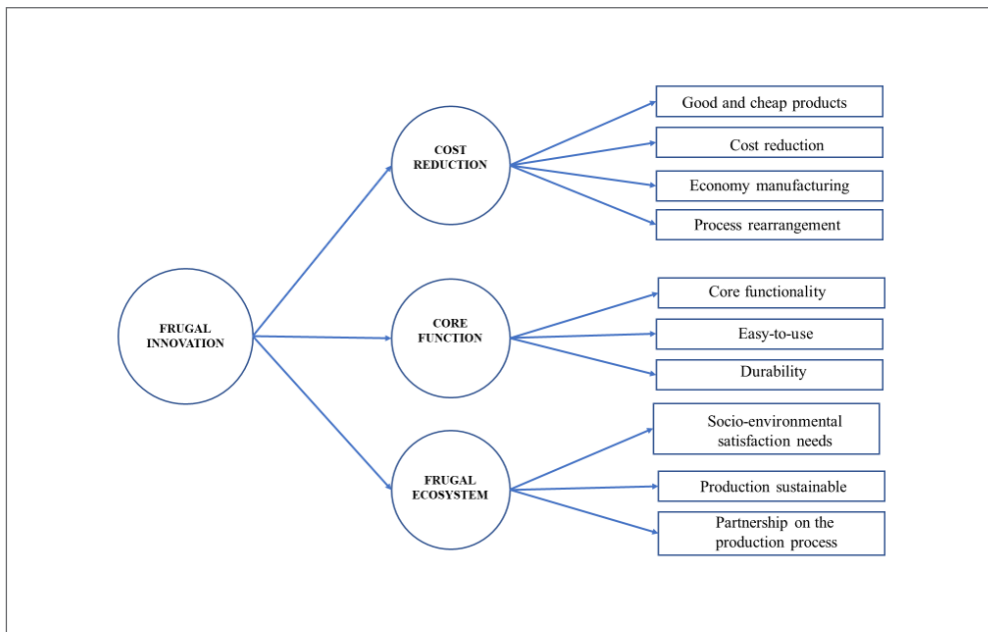 FRUGAL
INNOVATION
COST
REDUCTION
Good and cheap products
Cost reduction
Economy manufacturing
Process rearrangement
CORE
FUNCTION
Core functionality
Easy-to-use
Durability
FRUGAL
ECOSYSTEM
Socio-environmental
satisfaction needs
Production sustainable
Partnership on the
production process